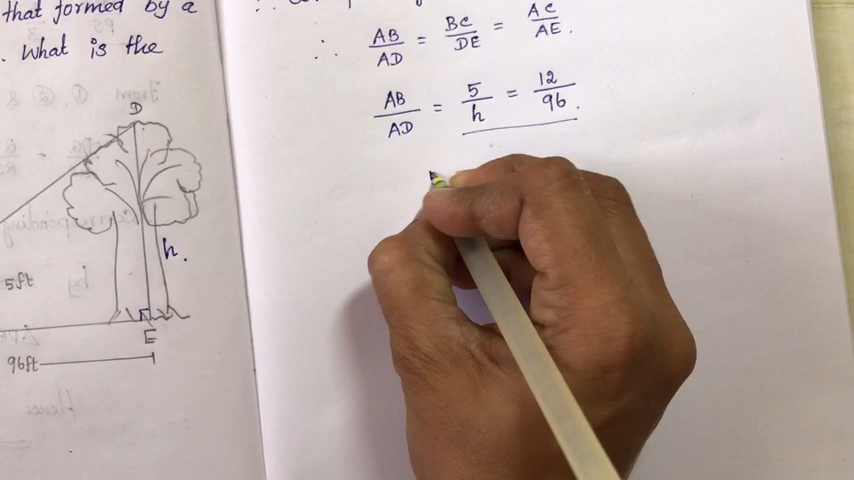 that formed by a
. What is the
D
h.
5ft
E
96ft
∴ AB/AD = BC/DE = AC/AE.
AB/AD = 5/h = 12/96.